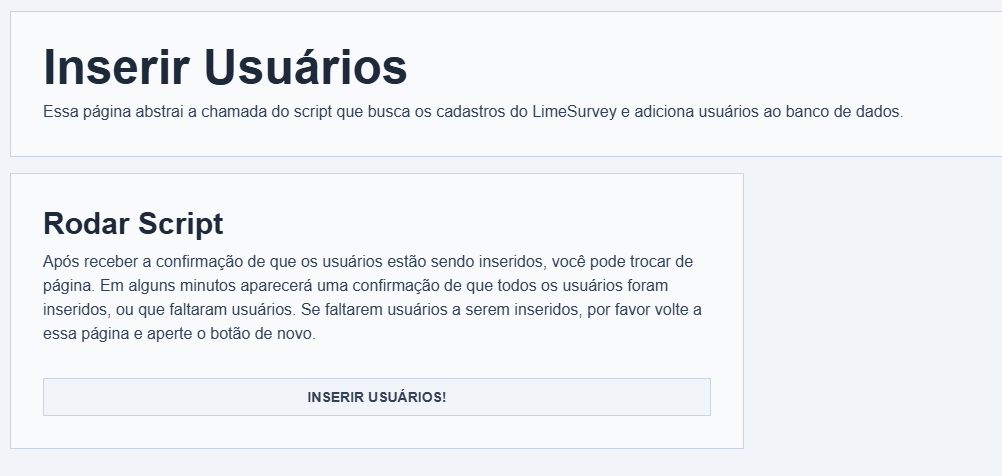 Inserir Usuários
Essa página abstrai a chamada do script que busca os cadastros do LimeSurvey e adiciona usuários ao banco de dados.
Rodar Script
Após receber a confirmação de que os usuários estão sendo inseridos, você pode trocar de
página. Em alguns minutos aparecerá uma confirmação de que todos os usuários foram
inseridos, ou que faltaram usuários. Se faltarem usuários a serem inseridos, por favor volte a
essa página e aperte o botão de novo.
INSERIR USUÁRIOS!